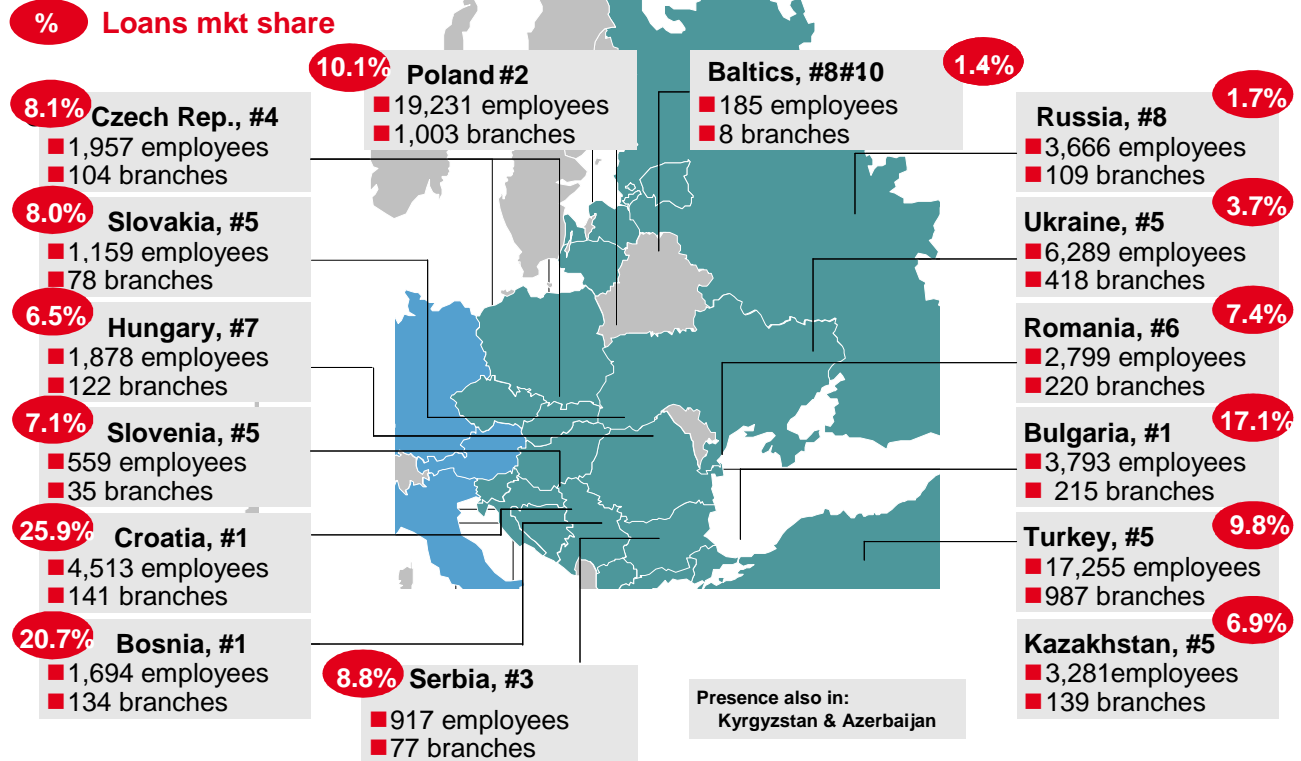 % Loans mkt share
10.1% Poland #2
19,231 employees
1,003 branches
Baltics, #8#10 1.4%
185 employees
8 branches
8.1% Czech Rep., #4
1,957 employees
104 branches
8.0% Slovakia, #5
1,159 employees
78 branches
6.5% Hungary, #7
1,878 employees
122 branches
7.1% Slovenia, #5
559 employees
35 branches
25.9% Croatia, #1
4,513 employees
141 branches
20.7% Bosnia, #1
1,694 employees
134 branches
8.8% Serbia, #3
917 employees
77 branches
Presence also in:
Kyrgyzstan & Azerbaijan
1.7%
Russia, #8
3,666 employees
109 branches
3.7%
Ukraine, #5
6,289 employees
418 branches
7.4%
Romania, #6
2,799 employees
220 branches
17.1%
Bulgaria, #1
3,793 employees
215 branches
9.8%
Turkey, #5
17,255 employees
987 branches
6.9%
Kazakhstan, #5
3,281employees
139 branches